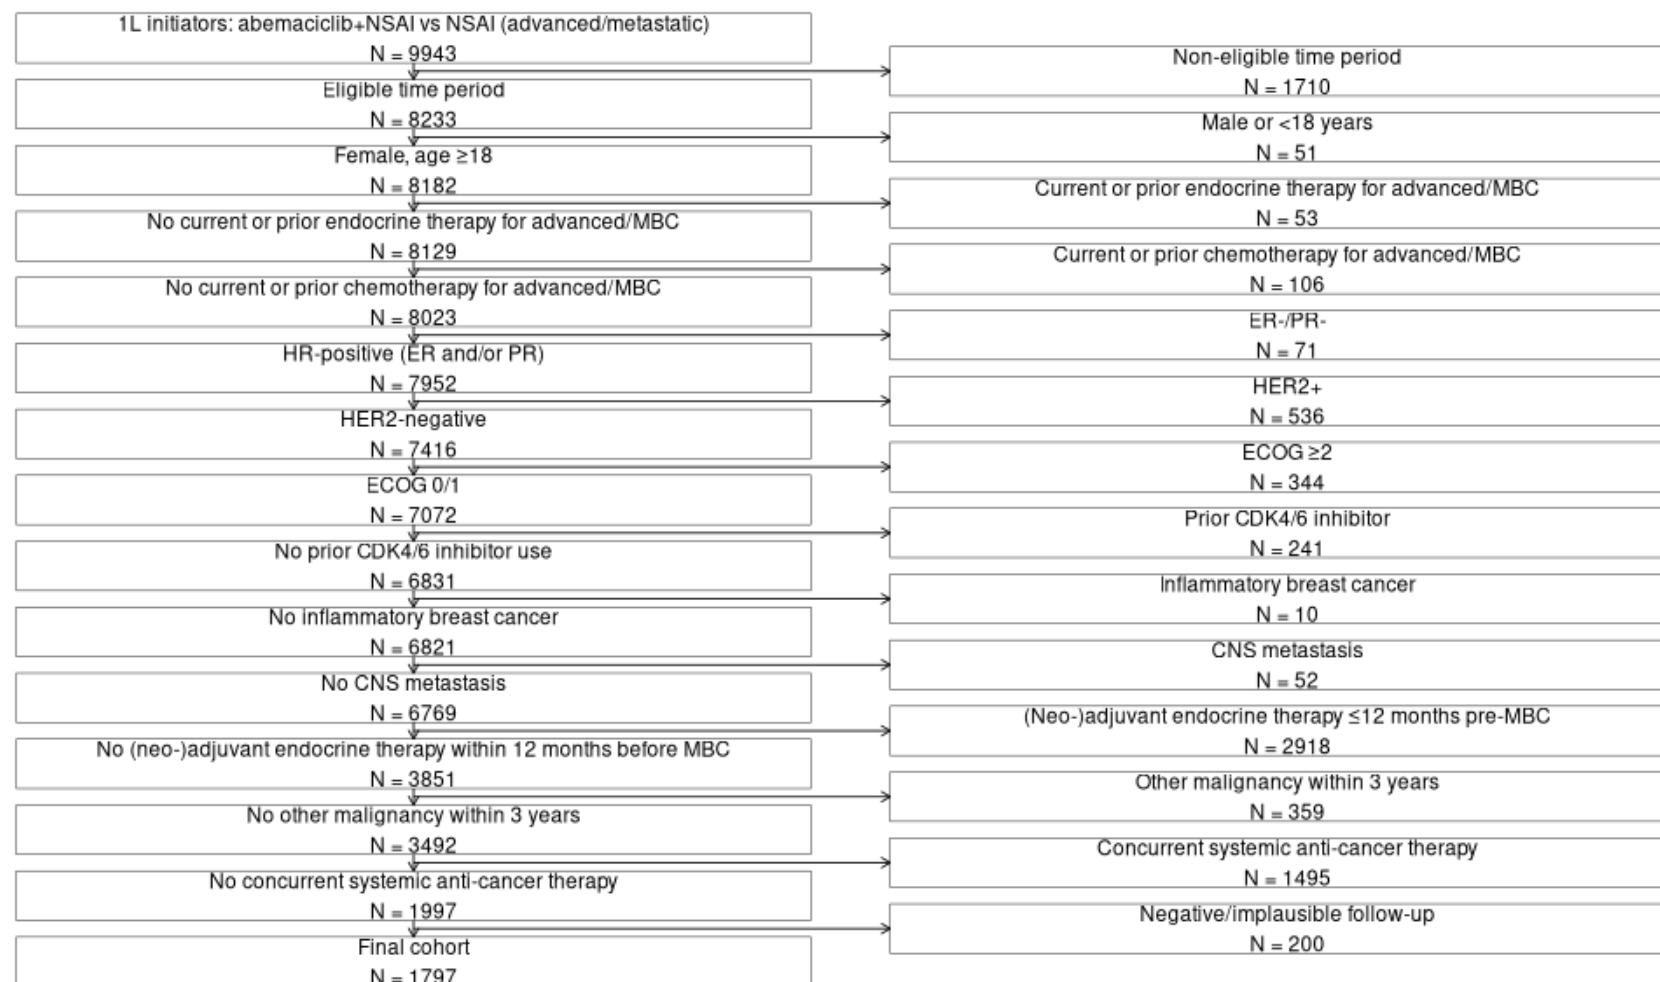 1L initiators: abemaciclib+NSAI vs NSAI (advanced/metastatic)
N = 9943
Non-eligible time period
N = 1710
Eligible time period
N = 8233
Male or <18 years
N = 51
Female, age ≥18
N = 8182
Current or prior endocrine therapy for advanced/MBC
N = 53
No current or prior endocrine therapy for advanced/MBC
N = 8129
Current or prior chemotherapy for advanced/MBC
N = 106
No current or prior chemotherapy for advanced/MBC
N = 8023
ER-/PR-
N = 71
HR-positive (ER and/or PR)
N = 7952
HER2+
N = 536
HER2-negative
N = 7416
ECOG ≥2
N = 344
ECOG 0/1
N = 7072
Prior CDK4/6 inhibitor
N = 241
No prior CDK4/6 inhibitor use
N = 6831
Inflammatory breast cancer
N = 10
No inflammatory breast cancer
N = 6821
CNS metastasis
N = 52
No CNS metastasis
N = 6769
(Neo-)adjuvant endocrine therapy ≤12 months pre-MBC
N = 2918
No (neo-)adjuvant endocrine therapy within 12 months before MBC
N = 3851
Other malignancy within 3 years
N = 359
No other malignancy within 3 years
N = 3492
Concurrent systemic anti-cancer therapy
N = 1495
No concurrent systemic anti-cancer therapy
N = 1997
Negative/implausible follow-up
N = 200
Final cohort
N = 1797